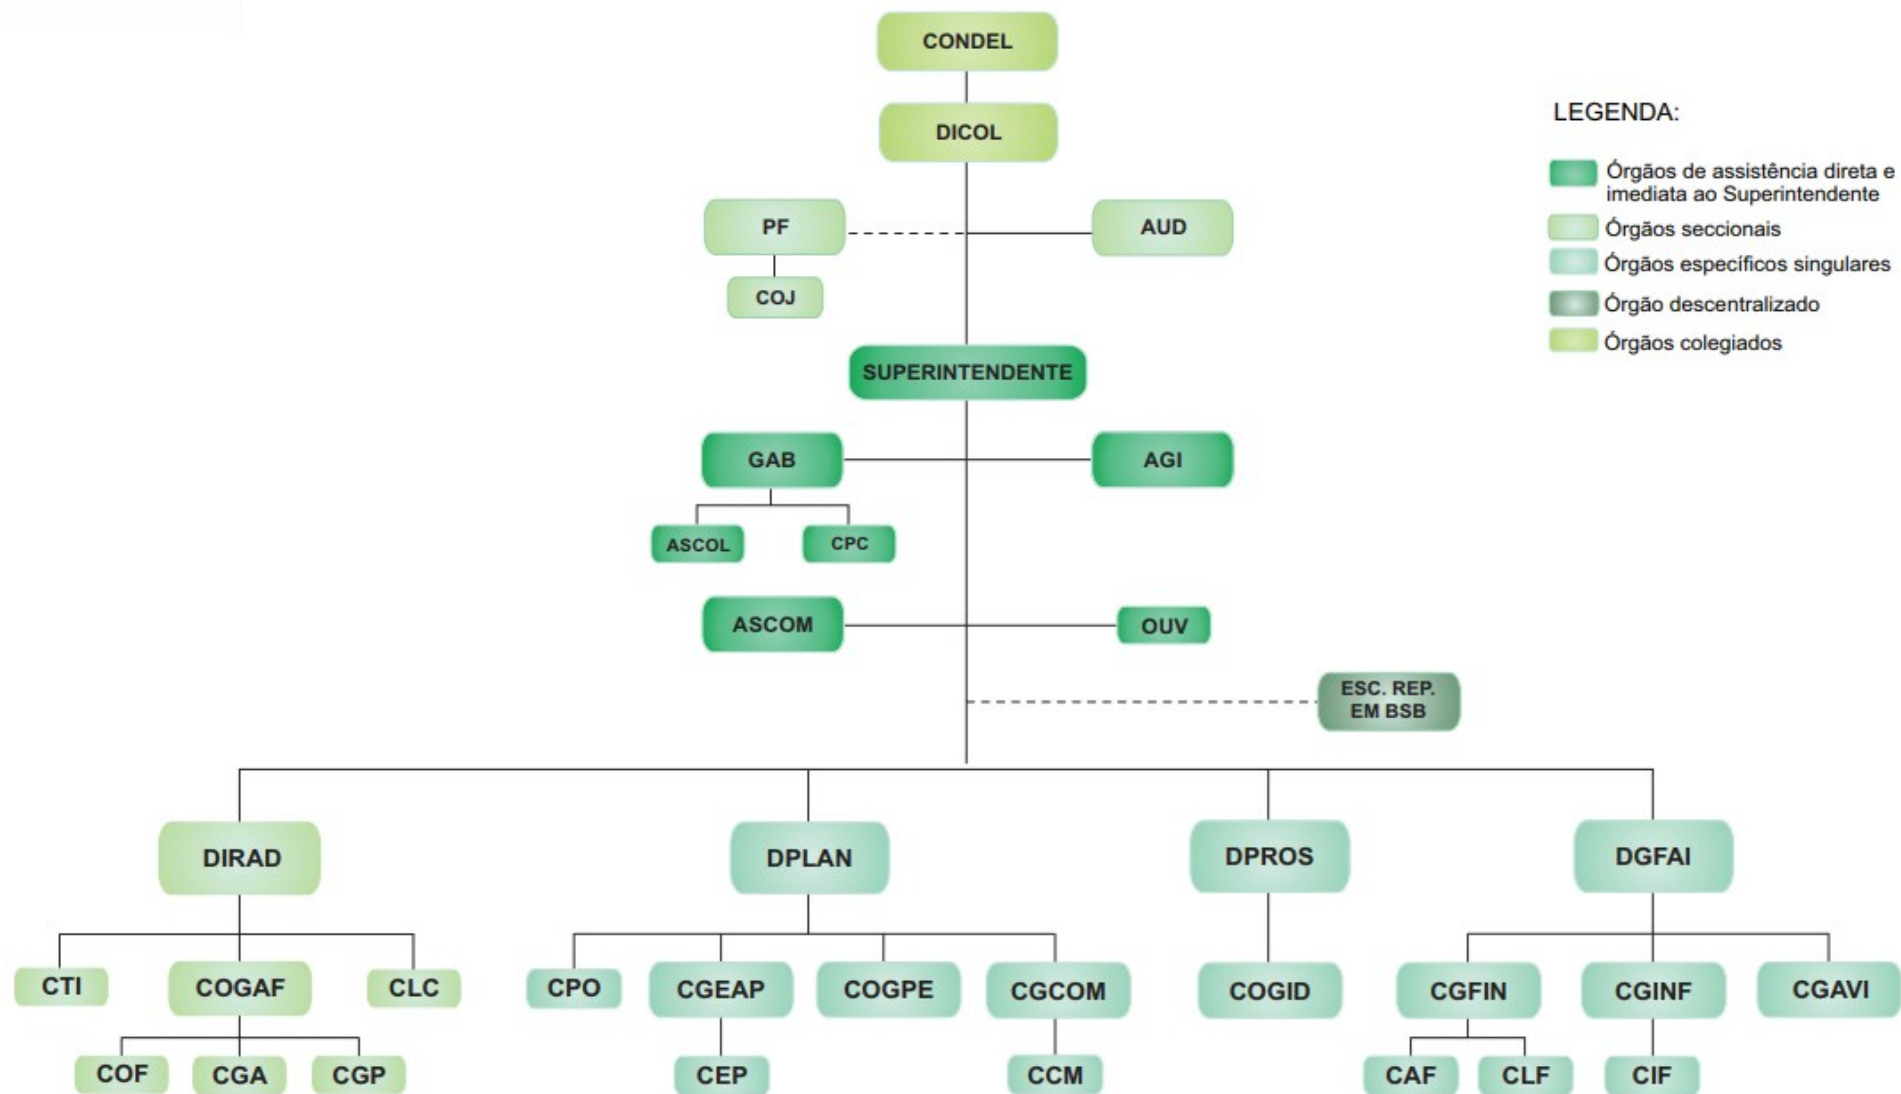 CONDEL
DICOL
LEGENDA:
Órgãos de assistência direta e
imediata ao Superintendente
Órgãos seccionais
Órgãos específicos singulares
Órgão descentralizado
Órgãos colegiados
PF
AUD
COJ
SUPERINTENDENTE
GAB
AGI
ASCOL
CPC
ASCOM
OUV
ESC. REP.
EM BSB
DIRAD
DPLAN
DPROS
DGFAI
CTI
COGAF
CLC
CPO
CGEAP
COGPE
CGCOM
COGID
CGFIN
CGINF
CGAVI
COF
CGA
CGP
CEP
CCM
CAF
CLF
CIF